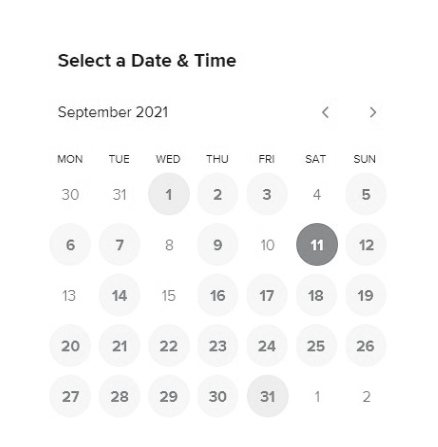 Select a Date & Time
September 2021
MON TUE WED THU FRI SAT SUN
30 31 1 2 3 4 5
6 7 8 9 10 11 12
13 14 15 16 17 18 19
20 21 22 23 24 25 26
27 28 29 30 31 1 2